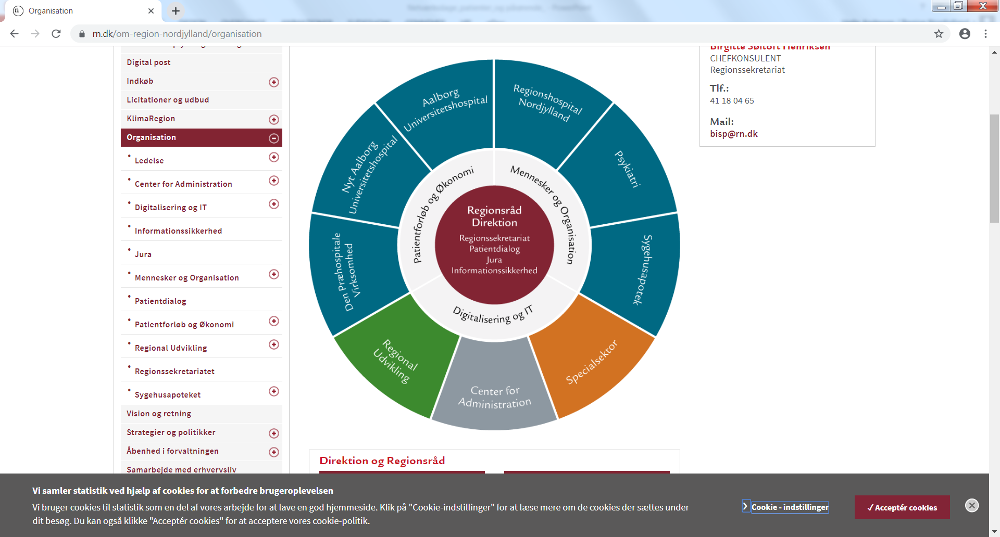 Organisation
rn.dk/om-region-nordjylland/organisation
Digital post
Indkøb
Licitationer og udbud
KlimaRegion
Organisation
Ledelse
Center for Administration
Digitalisering og IT
Informationssikkerhed
Jura
Mennesker og Organisation
Patientdialog
Patientforløb og Økonomi
Regional Udvikling
Regionssekretariatet
Sygehusapoteket
Vision og retning
Strategier og politikker
Åbenhed i forvaltningen
Samarbejde med erhvervsliv
Aalborg
Universitetshospital
Regionshospital
Nordjylland
Psykiatri
Sygehusapotek
Specialsektor
Center for
Administration
Regional
Udvikling
Den Præhospitale
Virksomhed
Nyt Aalborg
Universitetshospital
Patientforløb og Økonomi
Mennesker og Organisation
Digitalisering og IT
Regionsråd
Direktion
Regionssekretariat
Patientdialog
Jura
Informationssikkerhed
Direktion og Regionsråd
Birgitte Søltoft Henriksen
CHEFKONSULENT
Regionssekretariat
Tlf.:
41 18 04 65
Mail:
bisp@rn.dk
Vi samler statistik ved hjælp af cookies for at forbedre brugeroplevelsen
Vi bruger cookies til statistik som en del af vores arbejde for at lave en god hjemmeside. Klik på "Cookie-indstillinger" for at læse mere om de cookies der sættes under
dit besøg. Du kan også klikke "Acceptér cookies" for at acceptere vores cookie-politik.
Cookie - indstillinger
✓ Acceptér cookies